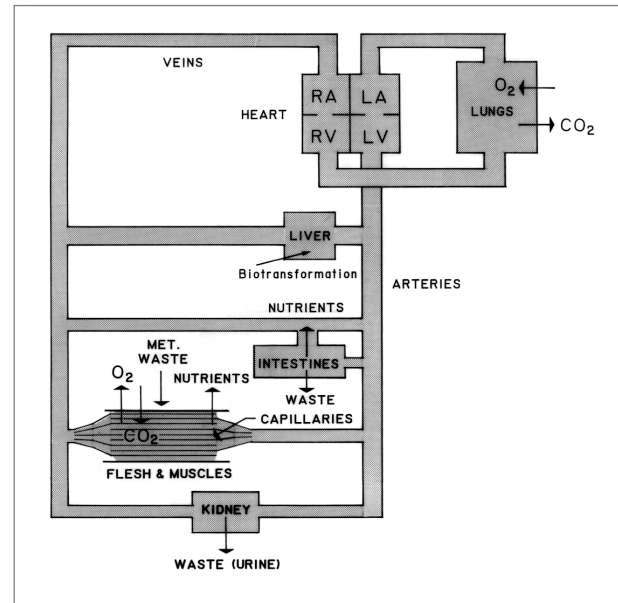 VEINS
HEART
RA
LA
RV
LV
O2
LUNGS
CO2
LIVER
Biotransformation
ARTERIES
NUTRIENTS
MET.
WASTE
INTESTINES
O2
NUTRIENTS
WASTE
CAPILLARIES
CO2
FLESH & MUSCLES
KIDNEY
WASTE (URINE)